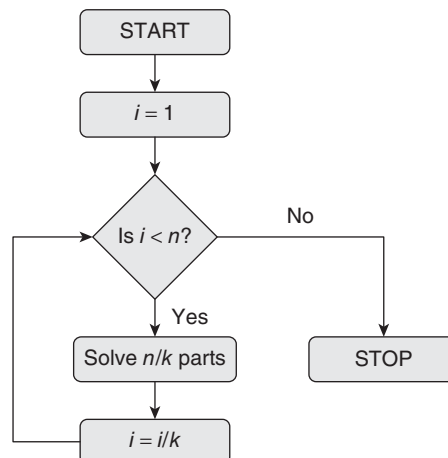 START
i = 1
Is i < n?
No
Yes
Solve n/k parts
STOP
i = i/k